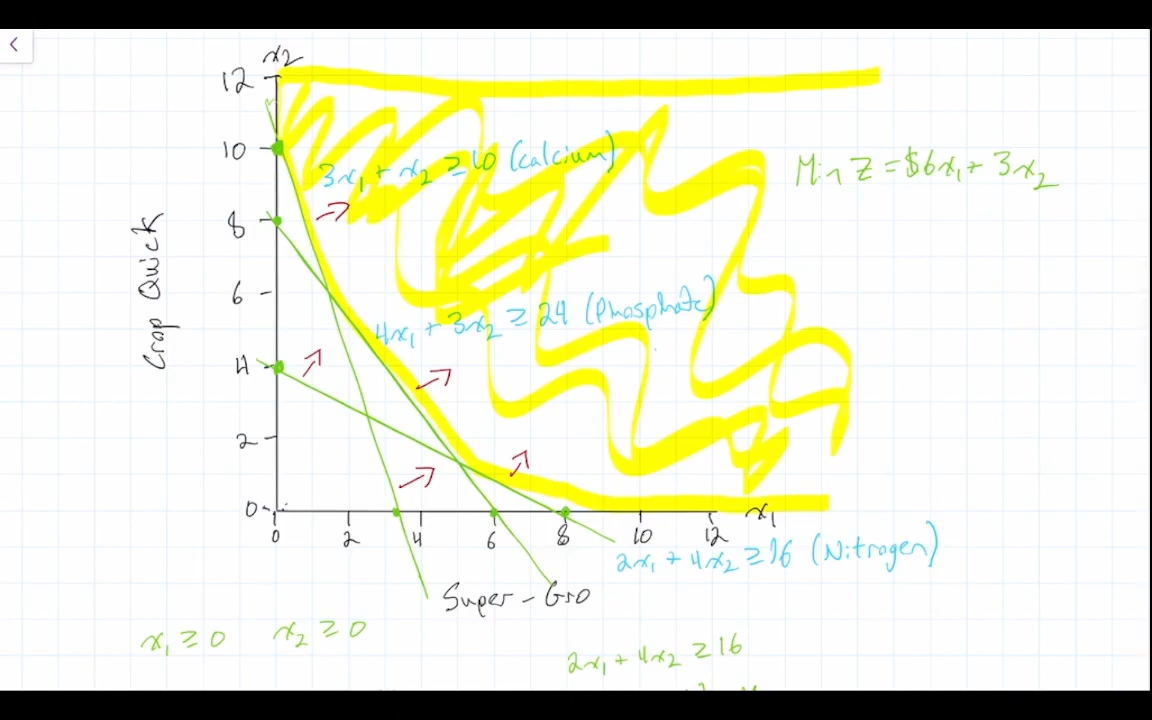 x2
12
10
8
6
4
2
0
Crop Quick
3x1 + x2 ≥ 10 (Calcium)
Min Z = $6x1 + 3x2
4x1 + 3x2 ≥ 24 (Phosphate)
0 2 4 6 8 10 12 x1
2x1 + 4x2 ≥ 16 (Nitrogen)
Super - Gro
x1 ≥ 0 x2 ≥ 0
2x1 + 4x2 ≥ 16